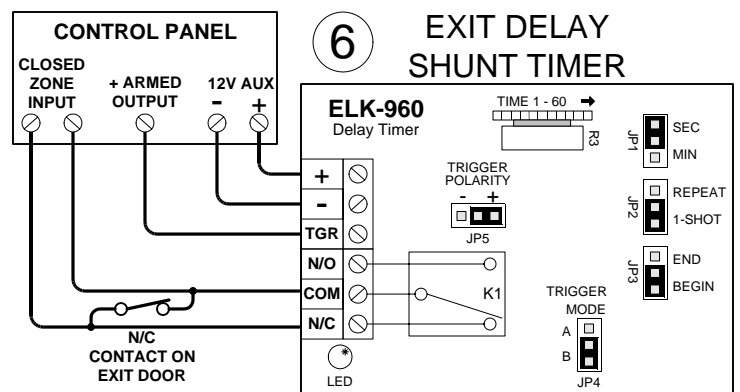 CONTROL PANEL
CLOSED
ZONE
INPUT
+ ARMED
OUTPUT
12V AUX
- +
6
EXIT DELAY
SHUNT TIMER
ELK-960
Delay Timer
TIME 1 - 60
R3
JP1
SEC
MIN
TRIGGER
POLARITY
- +
JP5
JP2
REPEAT
1-SHOT
JP3
END
BEGIN
TRIGGER
MODE
A
B
JP4
+
-
TGR
N/O
COM
N/C
K1
*
LED
N/C
CONTACT ON
EXIT DOOR